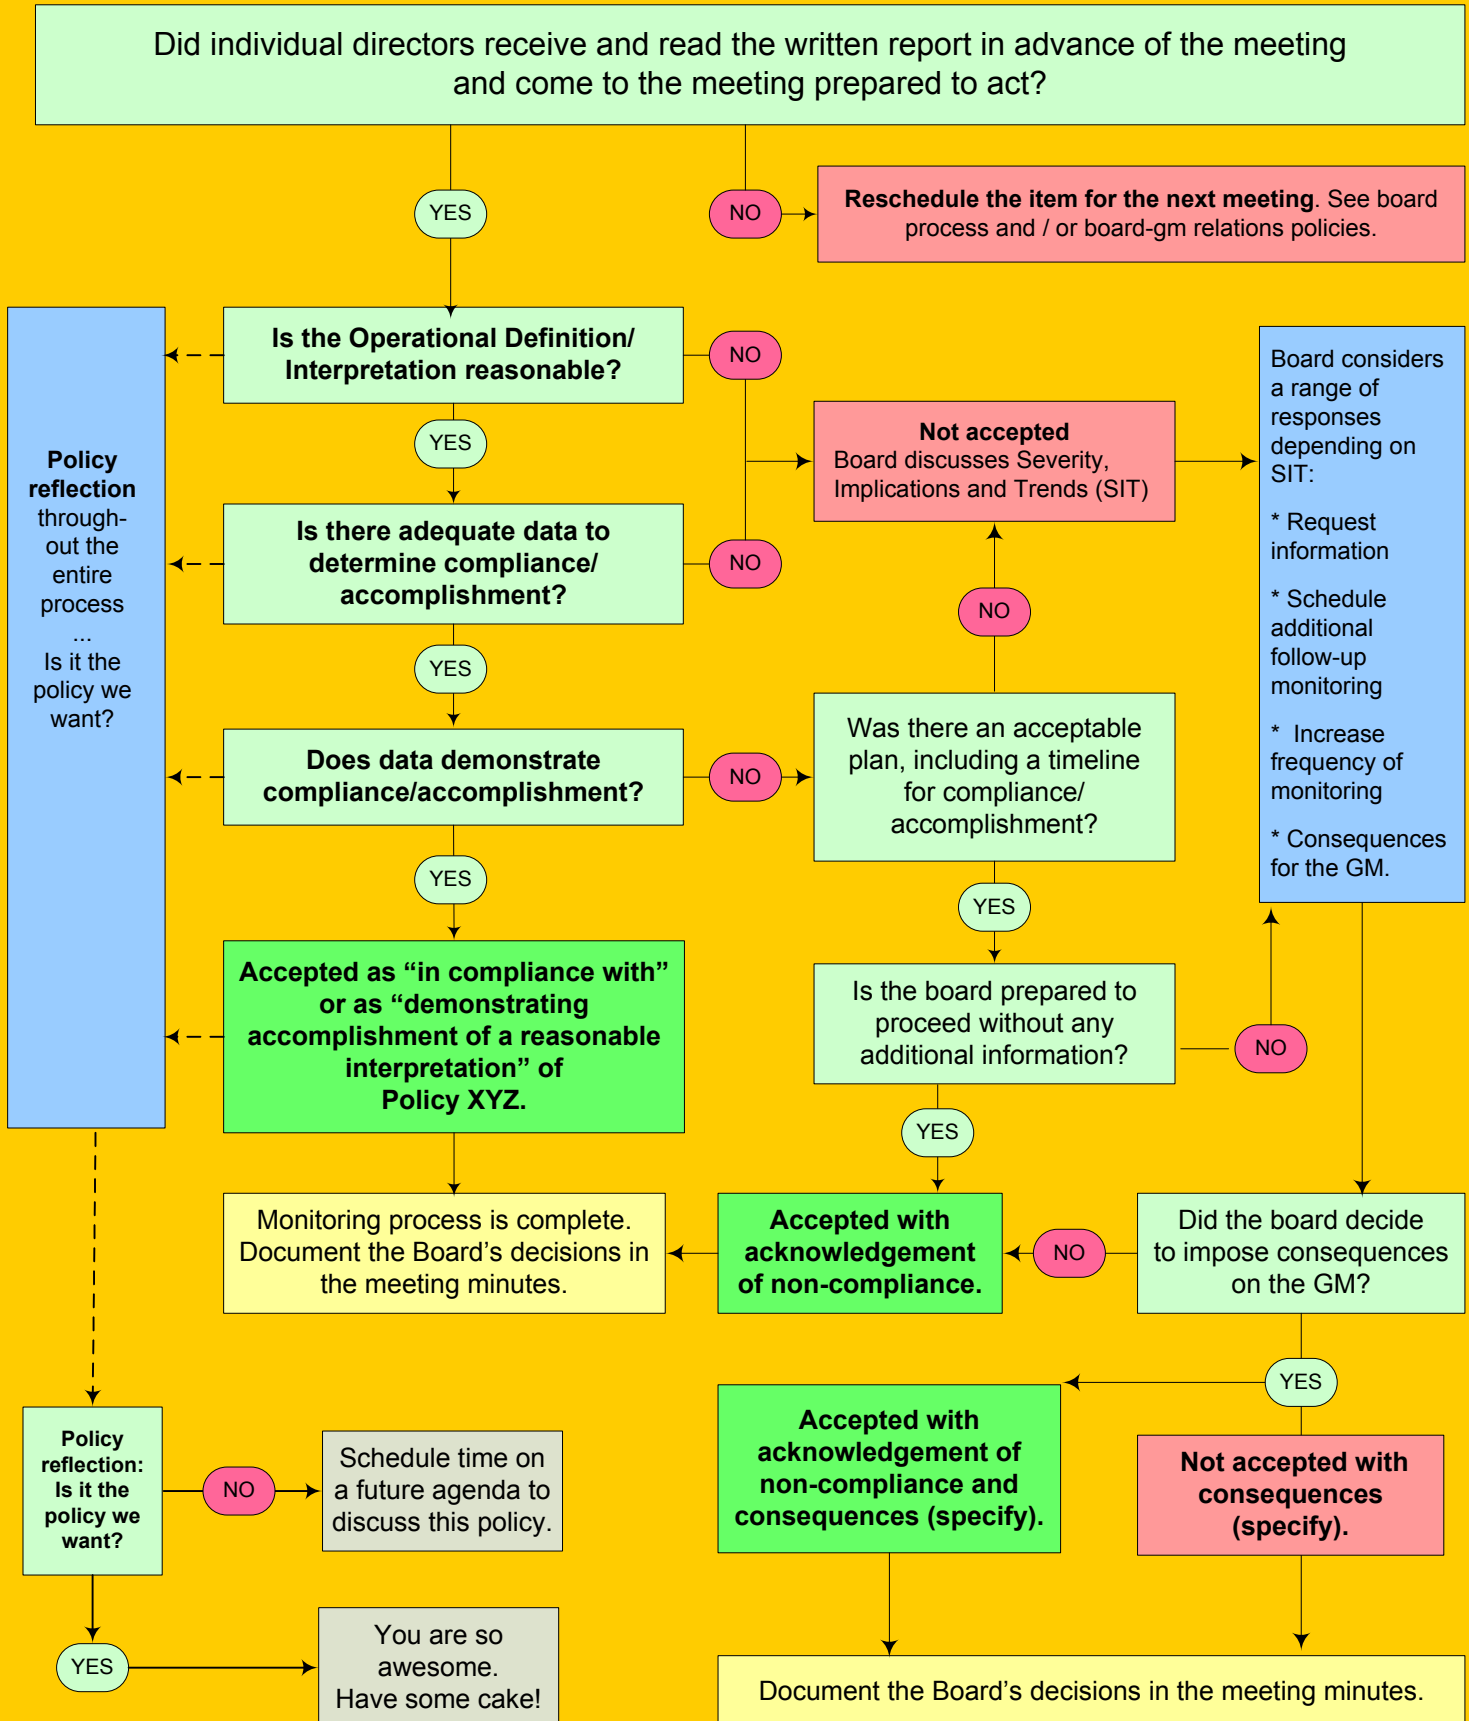 Did individual directors receive and read the written report in advance of the meeting
and come to the meeting prepared to act?
YES
NO
Reschedule the item for the next meeting. See board
process and / or board-gm relations policies.
Policy
reflection
through-
out the
entire
process
...
Is it the
policy we
want?
Is the Operational Definition/
Interpretation reasonable?
NO
YES
Is there adequate data to
determine compliance/
accomplishment?
NO
YES
Does data demonstrate
compliance/accomplishment?
NO
YES
Accepted as “in compliance with”
or as “demonstrating
accomplishment of a reasonable
interpretation” of
Policy XYZ.
Monitoring process is complete.
Document the Board’s decisions in
the meeting minutes.
Not accepted
Board discusses Severity,
Implications and Trends (SIT)
NO
Was there an acceptable
plan, including a timeline
for compliance/
accomplishment?
YES
Is the board prepared to
proceed without any
additional information?
NO
YES
Accepted with
acknowledgement
of non-compliance.
Board considers
a range of
responses
depending on
SIT:
* Request
information
* Schedule
additional
follow-up
monitoring
* Increase
frequency of
monitoring
* Consequences
for the GM.
NO
Did the board decide
to impose consequences
on the GM?
YES
Accepted with
acknowledgement of
non-compliance and
consequences (specify).
Not accepted with
consequences
(specify).
Document the Board’s decisions in the meeting minutes.
Policy
reflection:
Is it the
policy we
want?
NO
Schedule time on
a future agenda to
discuss this policy.
YES
You are so
awesome.
Have some cake!